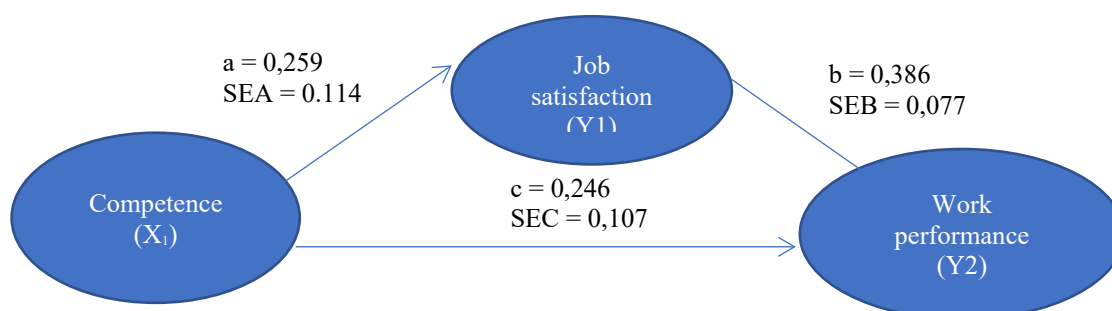 a = 0,259
SEA = 0.114
Job
satisfaction
(Y1)
b = 0,386
SEB = 0,077
Competence
(X₁)
c = 0,246
SEC = 0,107
Work
performance
(Y2)